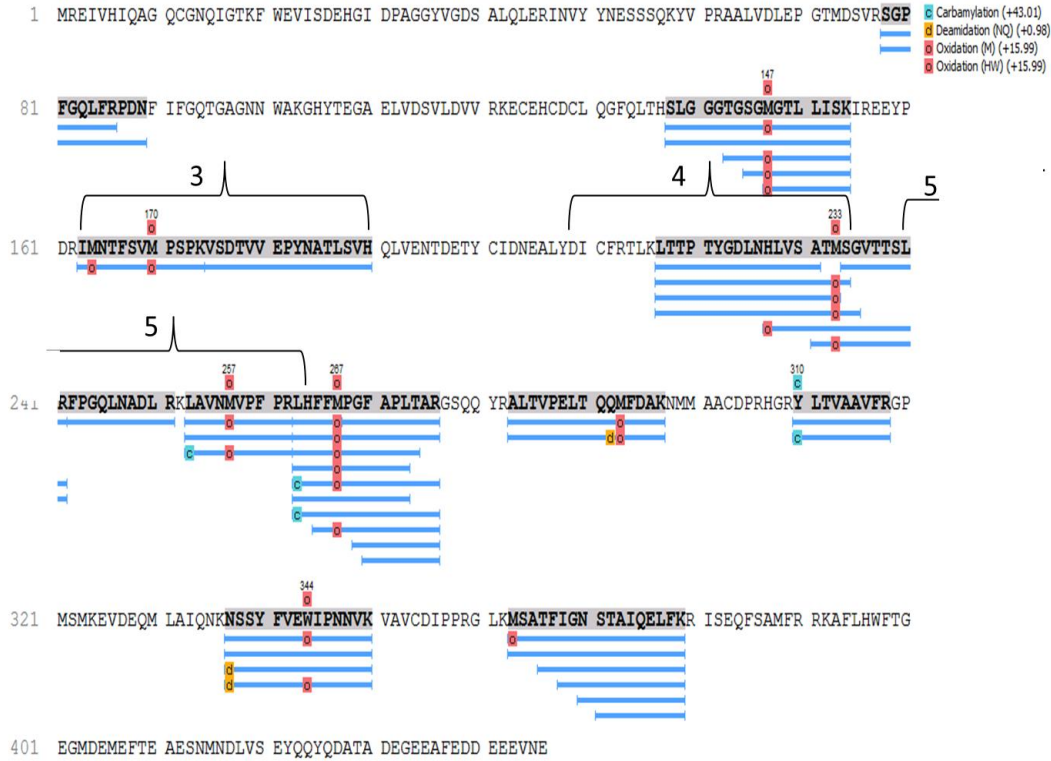 1 MREIVHIQAG QCGNQIGTKF WEVISDEHGI DPAGGYVGDS ALQLERINVY YNESSSQKYV PRAALVDLEP GTMDSVRSGP
c Carbamylation (+43.01)
d Deamidation (NQ) (+0.98)
o Oxidation (M) (+15.99)
o Oxidation (HW) (+15.99)
147
o
81 FGQLFRPDNF IFGQTGAGNN WAKGHYTEGA ELVDSVLDVV RKECEHCDCL QGFQLTHSLG GGTGSGMGTL LISKIREEYP
o
o
o
o
3 4 5
170 233
o o
161 DRIMNTFSVM PSPKVSDTVV EPYNATLSVH QLVENTDETY CIDNEALYDI CFRTLKLTTP TYGDLNHLVS ATMSGVTTSL
o o
o
o
o
o
o
5
257 267 310
o o c
241 RFPGQLNADL RKLAVNMVPF PRLHFFMPGF APLTARGSQQ YRALTVPELT QQMFDAKNMM AACDPRHGRY LTVAAVFRGP
o o o
o d o c
c o o
o
c o
c
o
344
o
321 MSMKEVDEQM LAIQNKNSSY FVEWIPNNVK VAVCDIPPRG LKMSATFIGN STAIQELFKR ISEQFSAMFR RKAFLHWFTG
o o
d
d o
401 EGMDEMEFTE AESNMNDLVS EYQQYQDATA DEGEEAFEDD EEEVNE